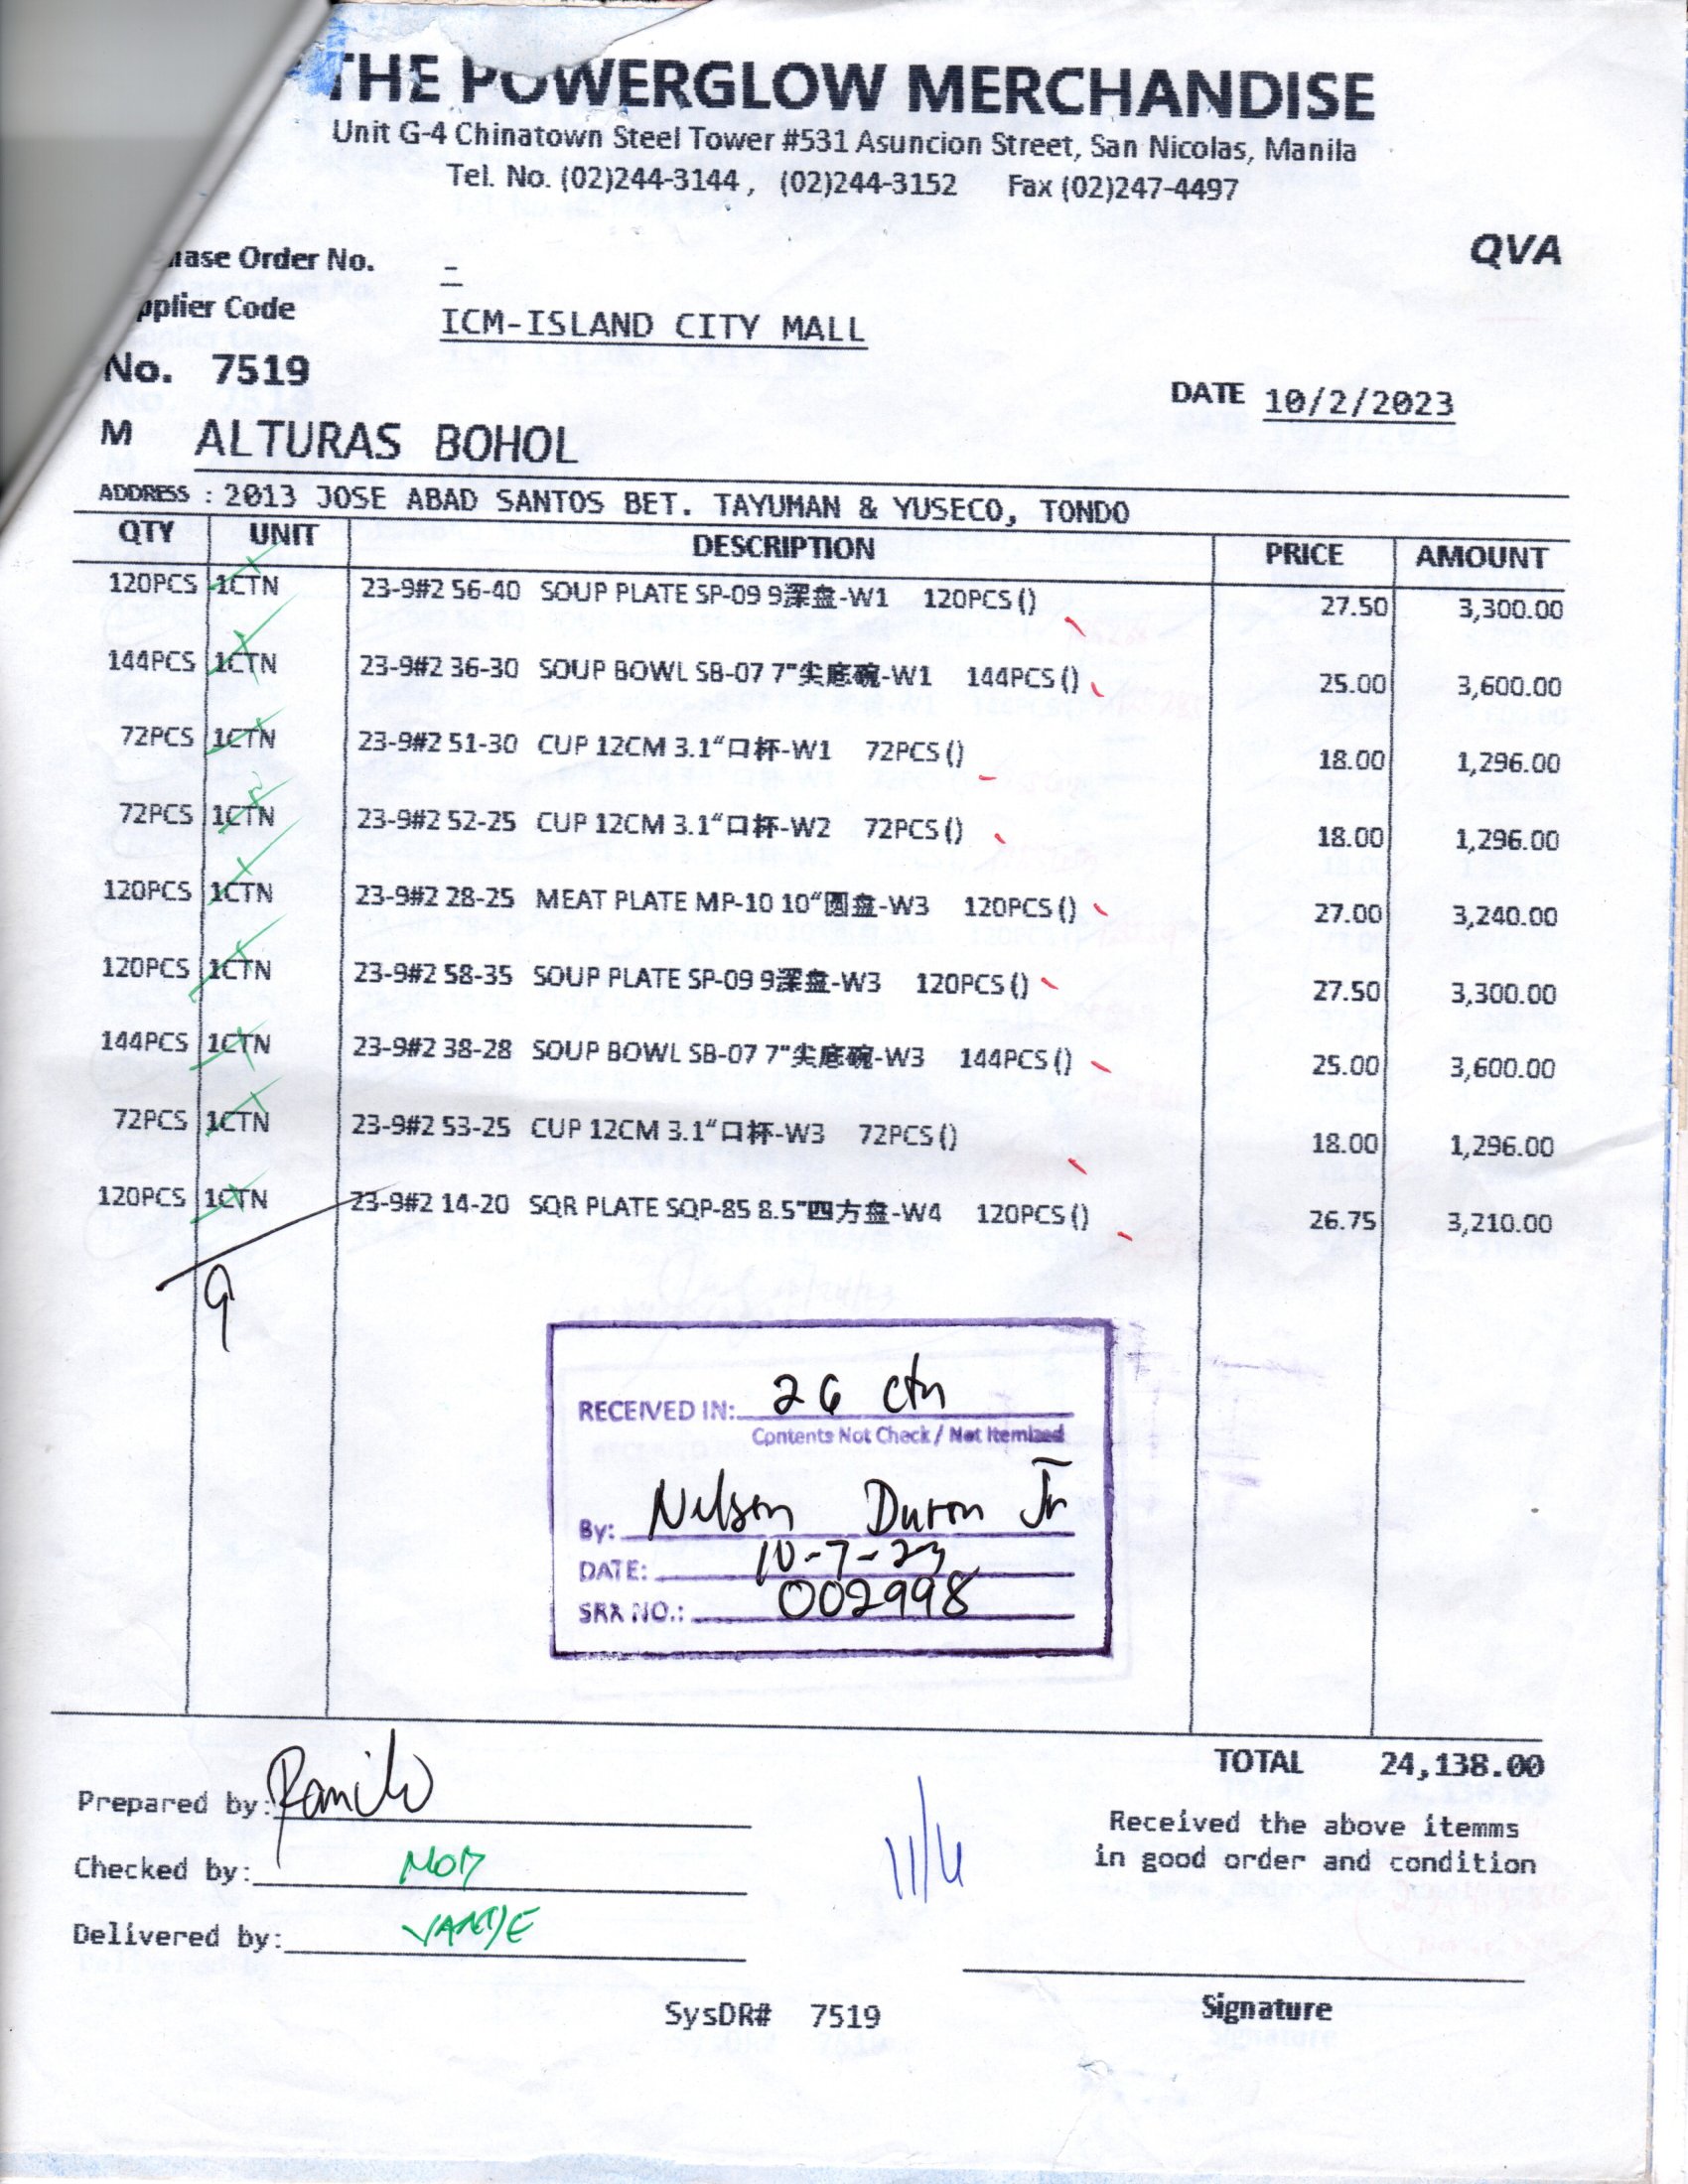 THE POWERGLOW MERCHANDISE
Unit G-4 Chinatown Steel Tower #531 Asuncion Street, San Nicolas, Manila
Tel. No. (02)244-3144 , (02)244-3152 Fax (02)247-4497
QVA
Order No. -
Code ICM-ISLAND CITY MALL
No. 7519
DATE 10/2/2023
M ALTURAS BOHOL
ADDRESS : 2013 JOSE ABAD SANTOS BET. TAYUMAN & YUSECO, TONDO
QTY UNIT DESCRIPTION PRICE AMOUNT
120PCS 1CTN 23-9#2 56-40 SOUP PLATE SP-09 9深盘-W1 120PCS() 27.50 3,300.00
144PCS 1CTN 23-9#2 36-30 SOUP BOWL SB-07 7"尖底碗-W1 144PCS() 25.00 3,600.00
72PCS 1CTN 23-9#2 51-30 CUP 12CM 3.1"口杯-W1 72PCS() 18.00 1,296.00
72PCS 1CTN 23-9#2 52-25 CUP 12CM 3.1"口杯-W2 72PCS() 18.00 1,296.00
120PCS 1CTN 23-9#2 28-25 MEAT PLATE MP-10 10"圆盘-W3 120PCS() 27.00 3,240.00
120PCS 1CTN 23-9#2 58-35 SOUP PLATE SP-09 9深盘-W3 120PCS() 27.50 3,300.00
144PCS 1CTN 23-9#2 38-28 SOUP BOWL SB-07 7"尖底碗-W3 144PCS() 25.00 3,600.00
72PCS 1CTN 23-9#2 53-25 CUP 12CM 3.1"口杯-W3 72PCS() 18.00 1,296.00
120PCS 1CTN 23-9#2 14-20 SQR PLATE SQP-85 8.5"四方盘-W4 120PCS() 26.75 3,210.00
9
RECEIVED IN: 26 ctn
Contents Not Check / Not Itemized
By: Nelson Duron Jr
DATE: 10-7-23
SRR NO.: 002998
TOTAL 24,138.00
Prepared by:
Received the above itemms
in good order and condition
Checked by:
Delivered by:
Signature
SysDR# 7519